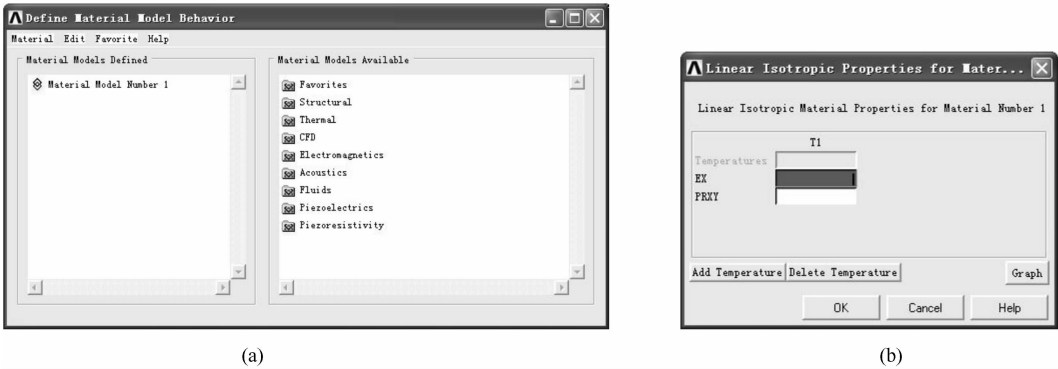 Define Material Model Behavior
Material Edit Favorite Help
Material Models Defined
Material Model Number 1
Material Models Available
Favorites
Structural
Thermal
CFD
Electromagnetics
Acoustics
Fluids
Piezoelectrics
Piezoresistivity
(a)
Linear Isotropic Properties for Mater...
Linear Isotropic Material Properties for Material Number 1
T1
Temperatures
EX
PRXY
Add Temperature Delete Temperature Graph
OK Cancel Help
(b)